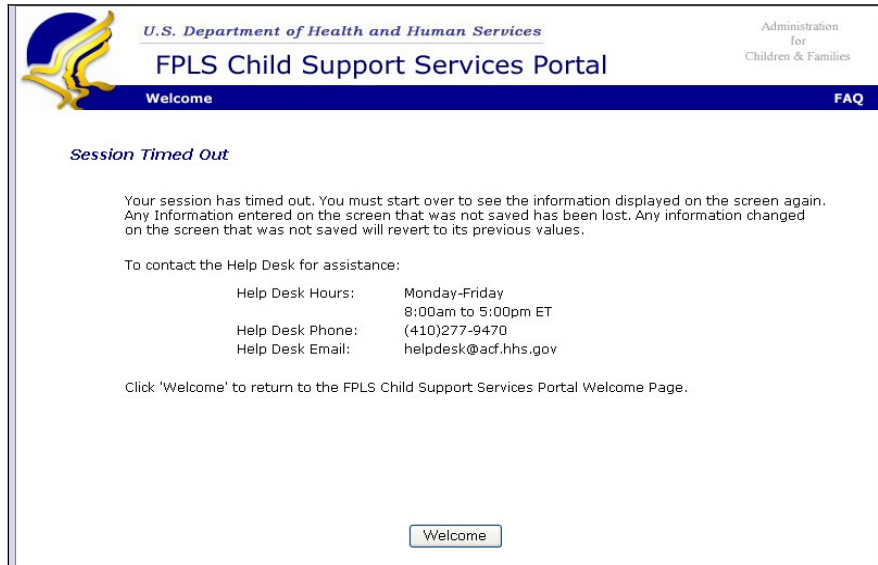 U.S. Department of Health and Human Services
Administration
for
Children & Families
FPLS Child Support Services Portal
Welcome
FAQ
Session Timed Out
Your session has timed out. You must start over to see the information displayed on the screen again.
Any Information entered on the screen that was not saved has been lost. Any information changed
on the screen that was not saved will revert to its previous values.
To contact the Help Desk for assistance:
Help Desk Hours: Monday-Friday
8:00am to 5:00pm ET
Help Desk Phone: (410)277-9470
Help Desk Email: helpdesk@acf.hhs.gov
Click 'Welcome' to return to the FPLS Child Support Services Portal Welcome Page.
Welcome